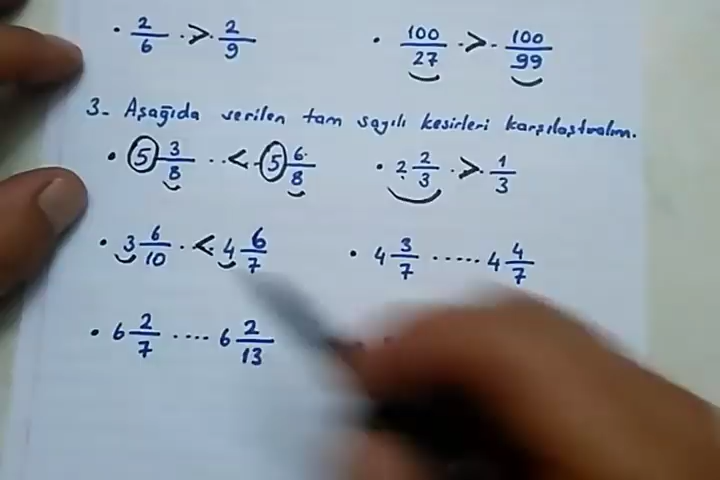 • 2/6 .>. 2/9 • 100/27 .>. 100/99
3- Aşağıda verilen tam sayılı kesirleri karşılaştıralım.
• 5 3/8 ..<. 5 6/8 • 2 2/3 .>. 1/3
• 3 6/10 .<. 4 6/7 • 4 3/7 ..... 4 4/7
• 6 2/7 .... 6 2/13